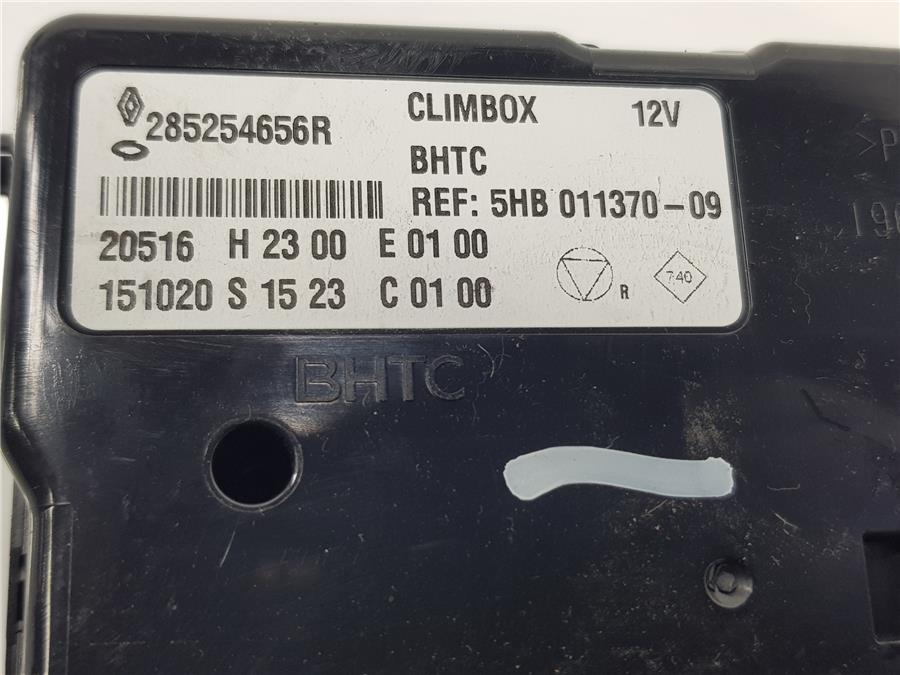 285254656R CLIMBOX 12V
BHTC
REF: 5HB 011370-09
20516 H 23 00 E 01 00
151020 S 15 23 C 01 00
R
740
BHTC
>P